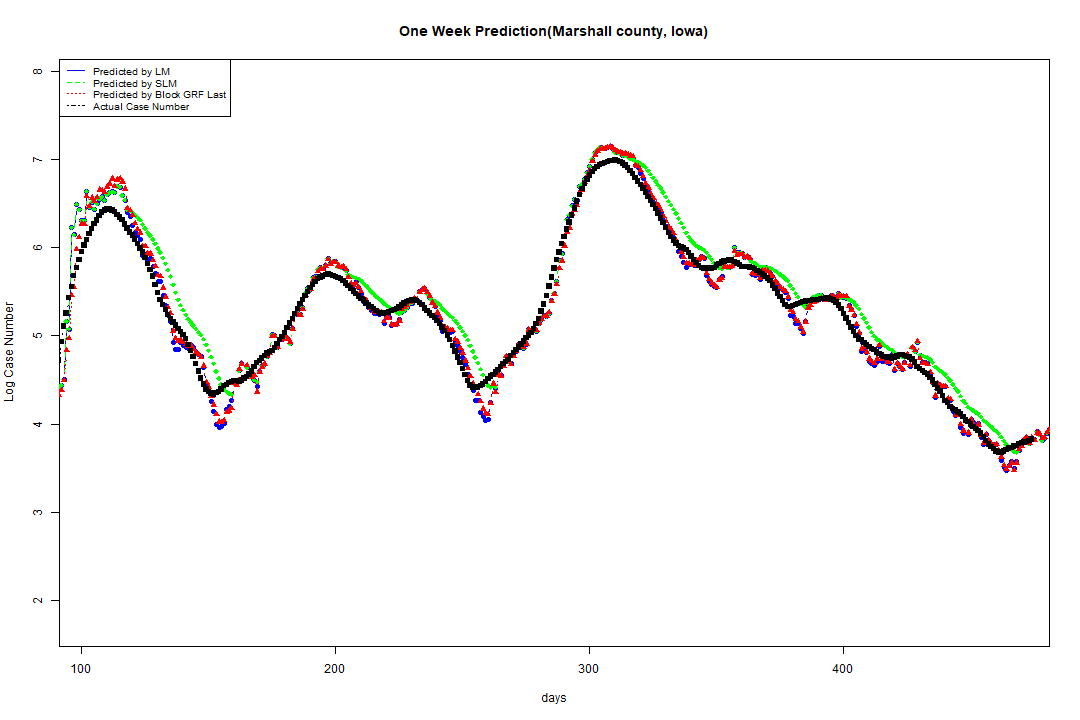 One Week Prediction(Marshall county, Iowa)
Predicted by LM
Predicted by SLM
Predicted by Block GRF Last
Actual Case Number
8
7
6
5
4
3
2
Log Case Number
100 200 300 400
days